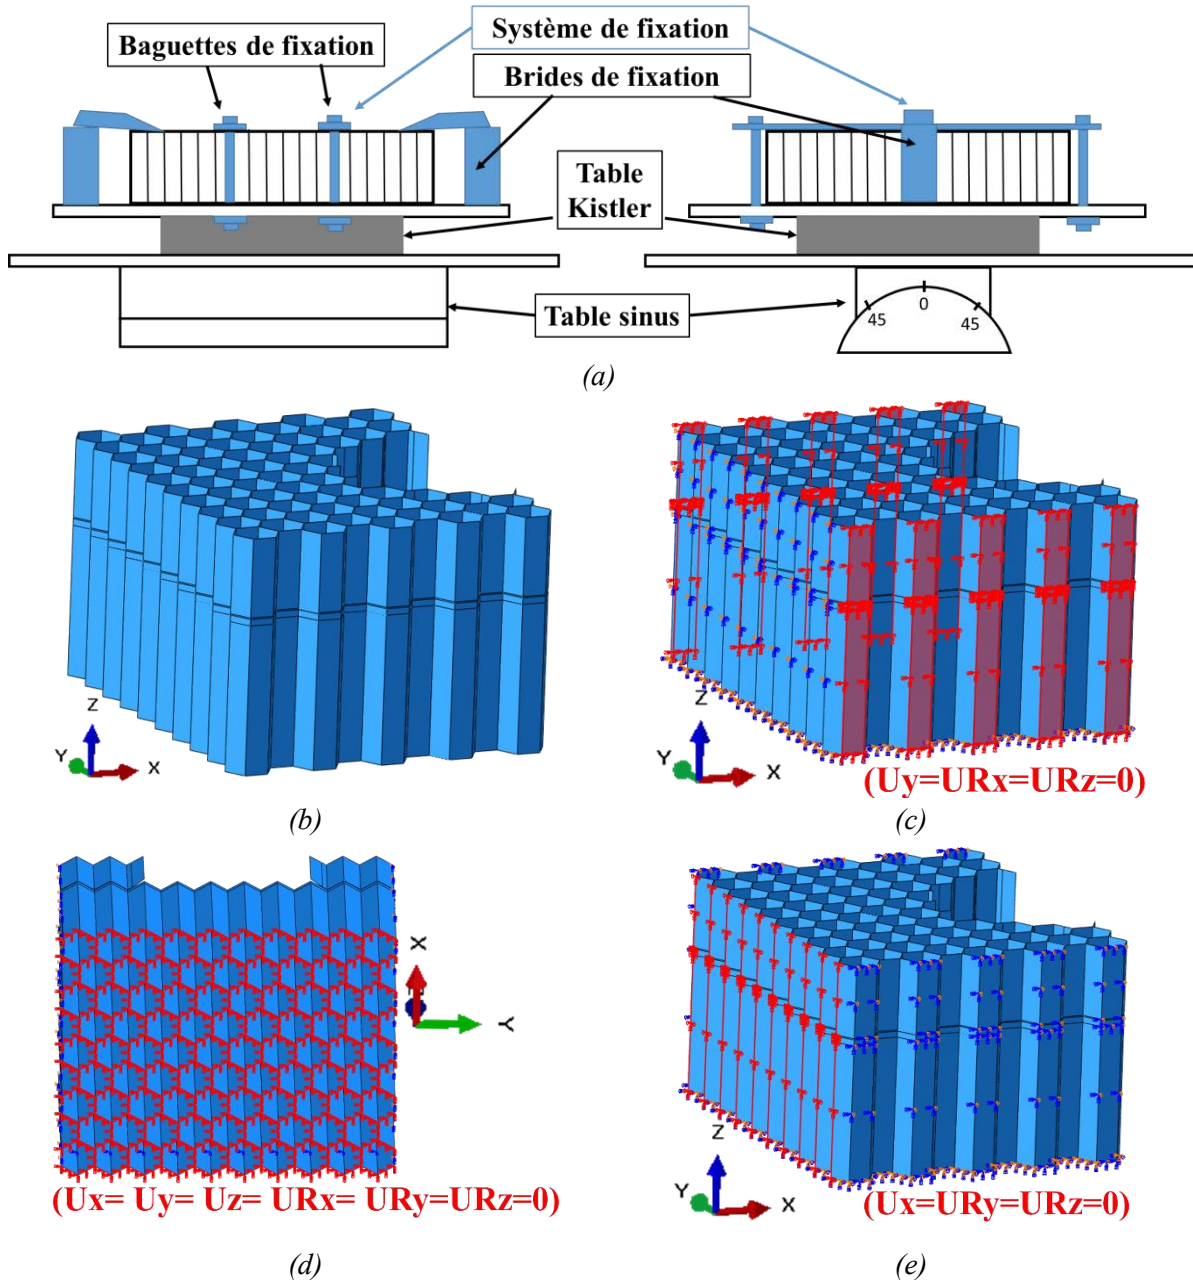 Baguettes de fixation
Système de fixation
Brides de fixation
Table
Kistler
Table sinus
45
0
45
(a)
Z
Y
X
(b)
Z
Y
X
(Uy=URx=URz=0)
(c)
X
Y
(Ux= Uy= Uz= URx= URy=URz=0)
(d)
Z
Y
X
(Ux=URy=URz=0)
(e)